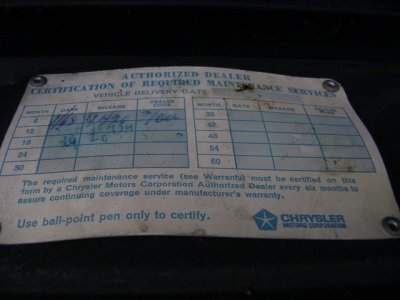 AUTHORIZED DEALER
CERTIFICATION OF REQUIRED MAINTENANCE SERVICES
VEHICLE DELIVERY DATE
MONTH DATE MILEAGE DEALER CODE MONTH DATE MILEAGE
6 36
12 42
18 48
24 54
30 60
The required maintenance service (see Warranty) must be certified on this
form by a Chrysler Motors Corporation Authorized Dealer every six months to
assure continuing coverage under manufacturer's warranty.
Use ball-point pen only to certify.
CHRYSLER
MOTORS CORPORATION